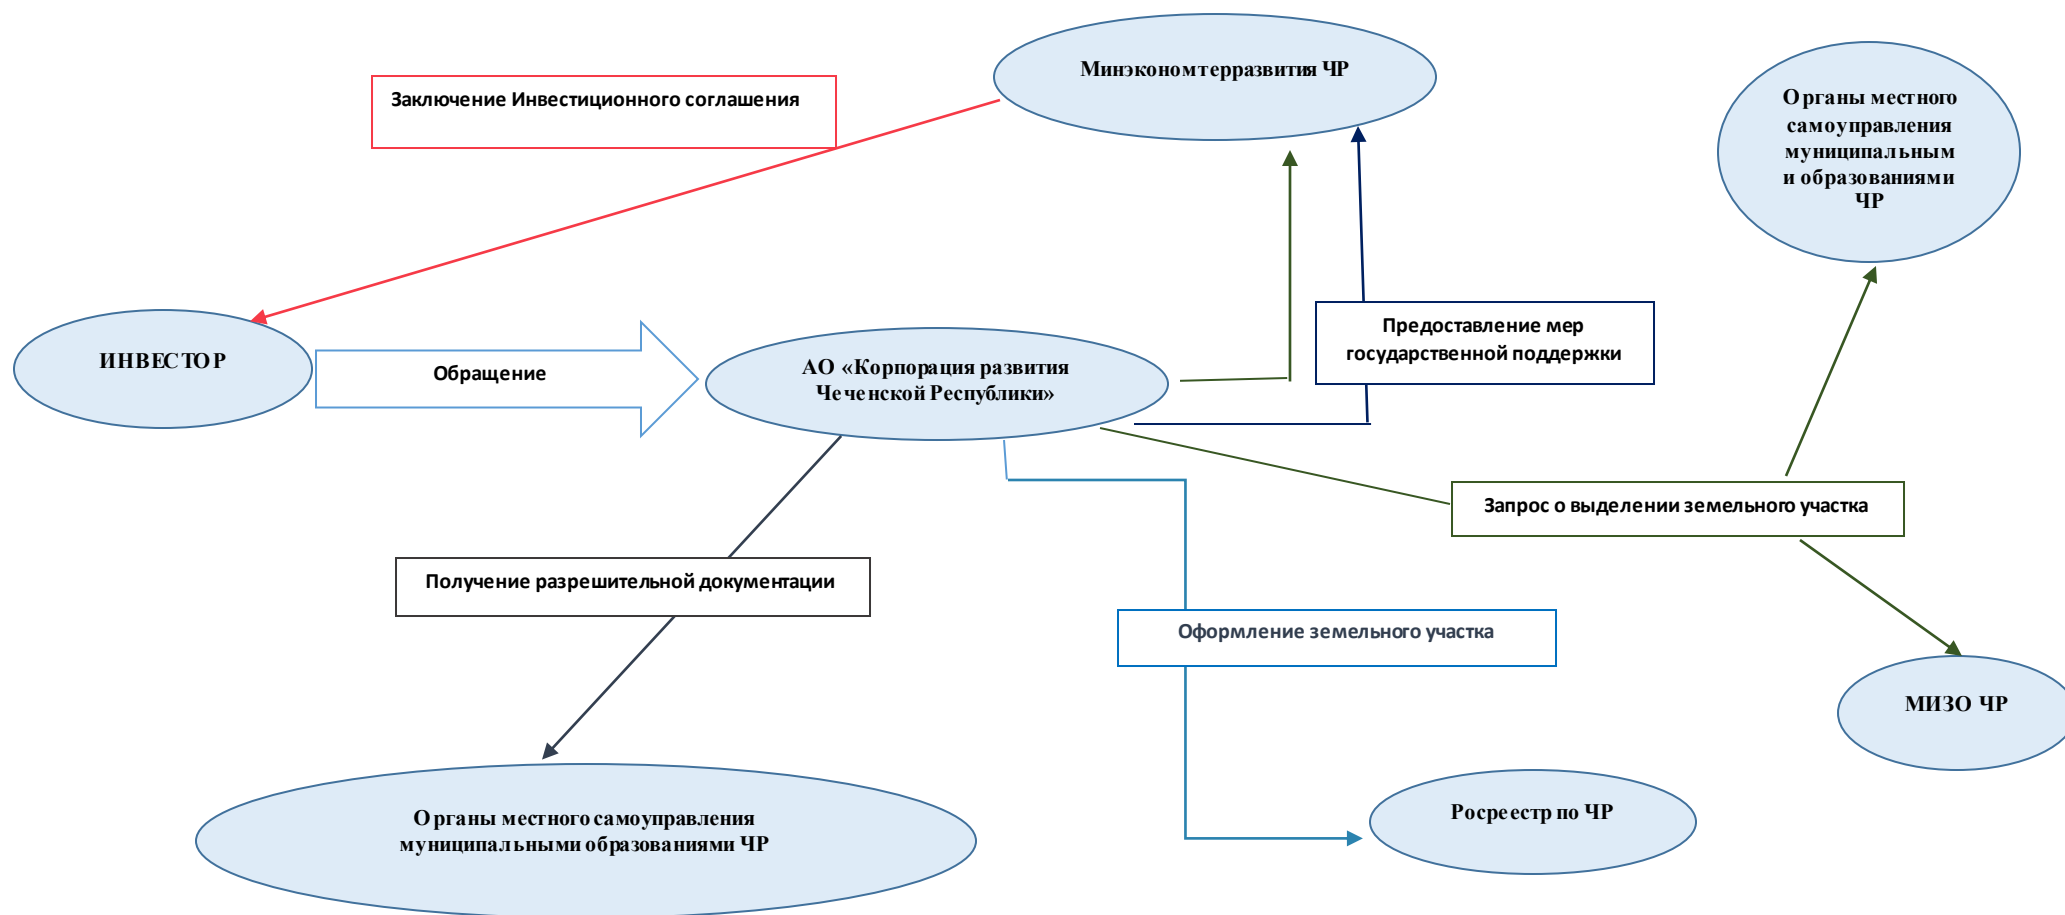 Минэкономтерразвития ЧР
Заключение Инвестиционного соглашения
Органы местного
самоуправления
муниципальным
и образованиями
ЧР
Предоставление мер
государственной поддержки
ИНВЕСТОР
Обращение
АО «Корпорация развития
Чеченской Республики»
Запрос о выделении земельного участка
Получение разрешительной документации
Оформление земельного участка
МИЗО ЧР
Росреестр по ЧР
Органы местного самоуправления
муниципальными образованиями ЧР